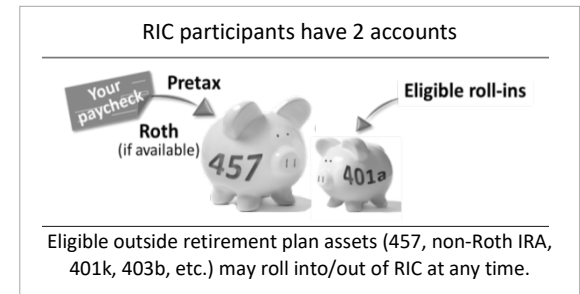 RIC participants have 2 accounts
Your
paycheck
Pretax
Roth
(if available)
457
Eligible roll-ins
401a
Eligible outside retirement plan assets (457, non-Roth IRA,
401k, 403b, etc.) may roll into/out of RIC at any time.